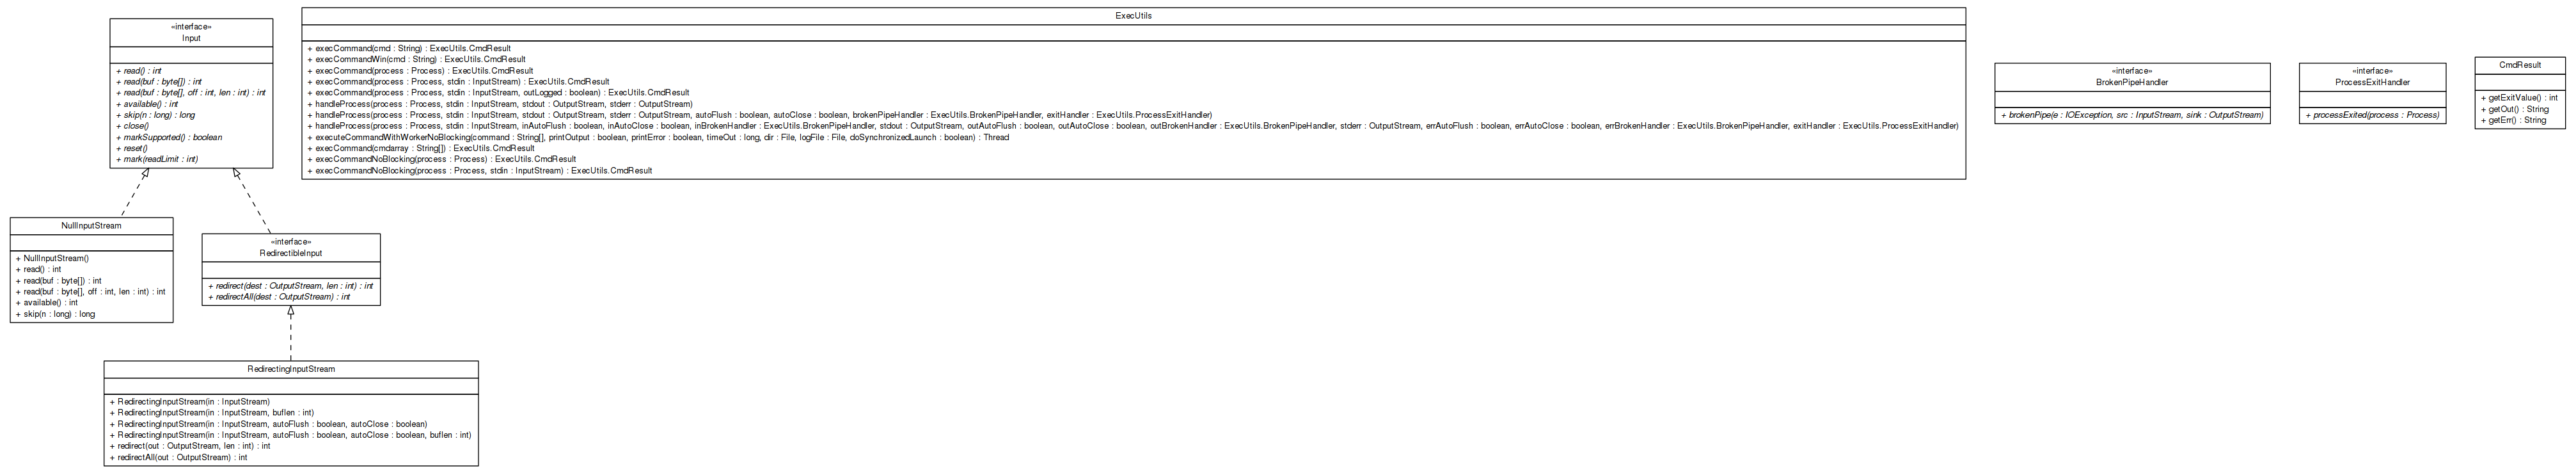 «interface»
Input
+ read() : int
+ read(buf : byte[]) : int
+ read(buf : byte[], off : int, len : int) : int
+ available() : int
+ skip(n : long) : long
+ close()
+ markSupported() : boolean
+ reset()
+ mark(readLimit : int)
ExecUtils
+ execCommand(cmd : String) : ExecUtils.CmdResult
+ execCommandWin(cmd : String) : ExecUtils.CmdResult
+ execCommand(process : Process) : ExecUtils.CmdResult
+ execCommand(process : Process, stdin : InputStream) : ExecUtils.CmdResult
+ execCommand(process : Process, stdin : InputStream, outLogged : boolean) : ExecUtils.CmdResult
+ handleProcess(process : Process, stdin : InputStream, stdout : OutputStream, stderr : OutputStream)
+ handleProcess(process : Process, stdin : InputStream, stdout : OutputStream, stderr : OutputStream, autoFlush : boolean, autoClose : boolean, brokenPipeHandler : ExecUtils.BrokenPipeHandler, exitHandler : ExecUtils.ProcessExitHandler)
+ handleProcess(process : Process, stdin : InputStream, inAutoFlush : boolean, inAutoClose : boolean, inBrokenHandler : ExecUtils.BrokenPipeHandler, stdout : OutputStream, outAutoFlush : boolean, outAutoClose : boolean, outBrokenHandler : ExecUtils.BrokenPipeHandler, stderr : OutputStream, errAutoFlush : boolean, errAutoClose : boolean, errBrokenHandler : ExecUtils.BrokenPipeHandler, exitHandler : ExecUtils.ProcessExitHandler)
+ executeCommandWithWorkerNoBlocking(command : String[], printOutput : boolean, printError : boolean, timeOut : long, dir : File, logFile : File, doSynchronizedLaunch : boolean) : Thread
+ execCommand(cmdarray : String[]) : ExecUtils.CmdResult
+ execCommandNoBlocking(process : Process) : ExecUtils.CmdResult
+ execCommandNoBlocking(process : Process, stdin : InputStream) : ExecUtils.CmdResult
«interface»
BrokenPipeHandler
+ brokenPipe(e : IOException, src : InputStream, sink : OutputStream)
«interface»
ProcessExitHandler
+ processExited(process : Process)
CmdResult
+ getExitValue() : int
+ getOut() : String
+ getErr() : String
NullInputStream
+ NullInputStream()
+ read() : int
+ read(buf : byte[]) : int
+ read(buf : byte[], off : int, len : int) : int
+ available() : int
+ skip(n : long) : long
«interface»
RedirectibleInput
+ redirect(dest : OutputStream, len : int) : int
+ redirectAll(dest : OutputStream) : int
RedirectingInputStream
+ RedirectingInputStream(in : InputStream)
+ RedirectingInputStream(in : InputStream, buflen : int)
+ RedirectingInputStream(in : InputStream, autoFlush : boolean, autoClose : boolean)
+ RedirectingInputStream(in : InputStream, autoFlush : boolean, autoClose : boolean, buflen : int)
+ redirect(out : OutputStream, len : int) : int
+ redirectAll(out : OutputStream) : int